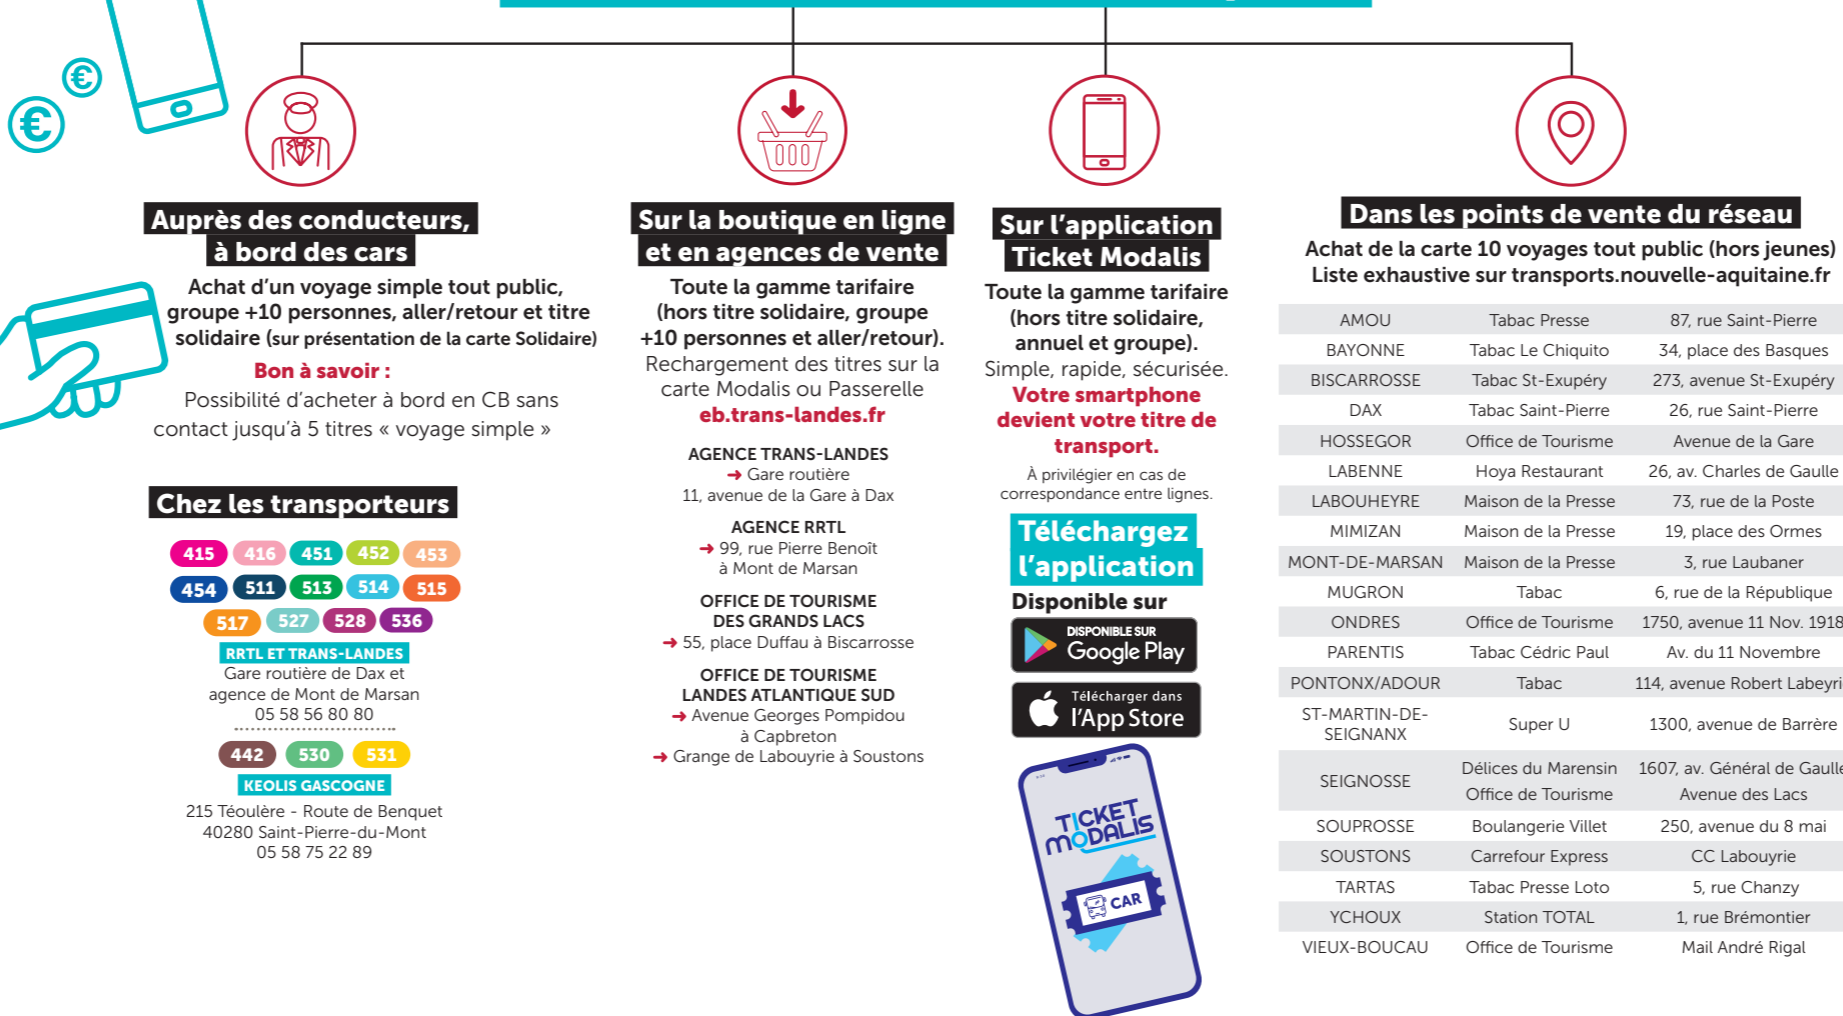 €
€
Auprès des conducteurs,
à bord des cars
Achat d'un voyage simple tout public,
groupe +10 personnes, aller/retour et titre
solidaire (sur présentation de la carte Solidaire)
Bon à savoir :
Possibilité d'acheter à bord en CB sans
contact jusqu'à 5 titres « voyage simple »
Chez les transporteurs
415 416 451 452 453
454 511 513 514 515
517 527 528 536
RRTL ET TRANS-LANDES
Gare routière de Dax et
agence de Mont de Marsan
05 58 56 80 80
442 530 531
KEOLIS GASCOGNE
215 Téoulère - Route de Benquet
40280 Saint-Pierre-du-Mont
05 58 75 22 89
Sur la boutique en ligne
et en agences de vente
Toute la gamme tarifaire
(hors titre solidaire, groupe
+10 personnes et aller/retour).
Rechargement des titres sur la
carte Modalis ou Passerelle
eb.trans-landes.fr
AGENCE TRANS-LANDES
➜ Gare routière
11, avenue de la Gare à Dax
AGENCE RRTL
➜ 99, rue Pierre Benoît
à Mont de Marsan
OFFICE DE TOURISME
DES GRANDS LACS
➜ 55, place Duffau à Biscarrosse
OFFICE DE TOURISME
LANDES ATLANTIQUE SUD
➜ Avenue Georges Pompidou
à Capbreton
➜ Grange de Labouyrie à Soustons
Sur l'application
Ticket Modalis
Toute la gamme tarifaire
(hors titre solidaire,
annuel et groupe).
Simple, rapide, sécurisée.
Votre smartphone
devient votre titre de
transport.
À privilégier en cas de
correspondance entre lignes.
Téléchargez
l'application
Disponible sur
DISPONIBLE SUR
Google Play
Télécharger dans
l'App Store
TICKET
MODALIS
CAR
Dans les points de vente du réseau
Achat de la carte 10 voyages tout public (hors jeunes)
Liste exhaustive sur transports.nouvelle-aquitaine.fr
AMOU Tabac Presse 87, rue Saint-Pierre
BAYONNE Tabac Le Chiquito 34, place des Basques
BISCARROSSE Tabac St-Exupéry 273, avenue St-Exupéry
DAX Tabac Saint-Pierre 26, rue Saint-Pierre
HOSSEGOR Office de Tourisme Avenue de la Gare
LABENNE Hoya Restaurant 26, av. Charles de Gaulle
LABOUHEYRE Maison de la Presse 73, rue de la Poste
MIMIZAN Maison de la Presse 19, place des Ormes
MONT-DE-MARSAN Maison de la Presse 3, rue Laubaner
MUGRON Tabac 6, rue de la République
ONDRES Office de Tourisme 1750, avenue 11 Nov. 1918
PARENTIS Tabac Cédric Paul Av. du 11 Novembre
PONTONX/ADOUR Tabac 114, avenue Robert Labeyri
ST-MARTIN-DE-
SEIGNANX Super U 1300, avenue de Barrère
SEIGNOSSE Délices du Marensin 1607, av. Général de Gaulle
Office de Tourisme Avenue des Lacs
SOUPROSSE Boulangerie Villet 250, avenue du 8 mai
SOUSTONS Carrefour Express CC Labouyrie
TARTAS Tabac Presse Loto 5, rue Chanzy
YCHOUX Station TOTAL 1, rue Brémontier
VIEUX-BOUCAU Office de Tourisme Mail André Rigal